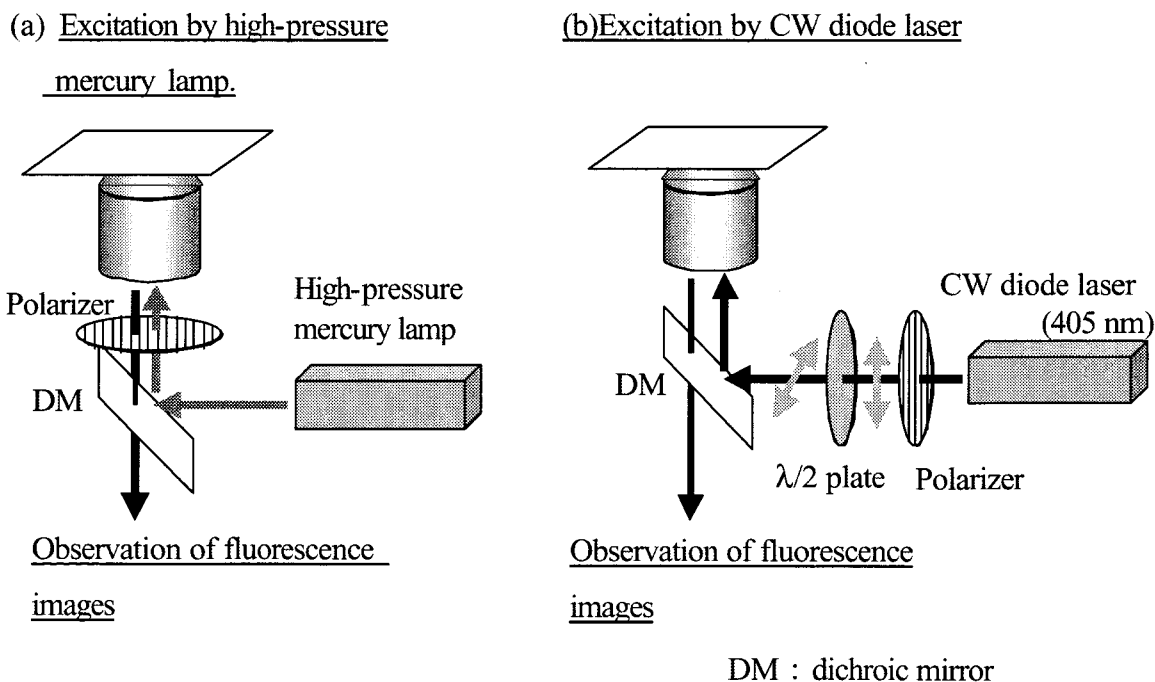 (a) Excitation by high-pressure
mercury lamp.
Polarizer
High-pressure
mercury lamp
DM
Observation of fluorescence
images
(b)Excitation by CW diode laser
CW diode laser
(405 nm)
DM
λ/2 plate
Polarizer
Observation of fluorescence
images
DM : dichroic mirror